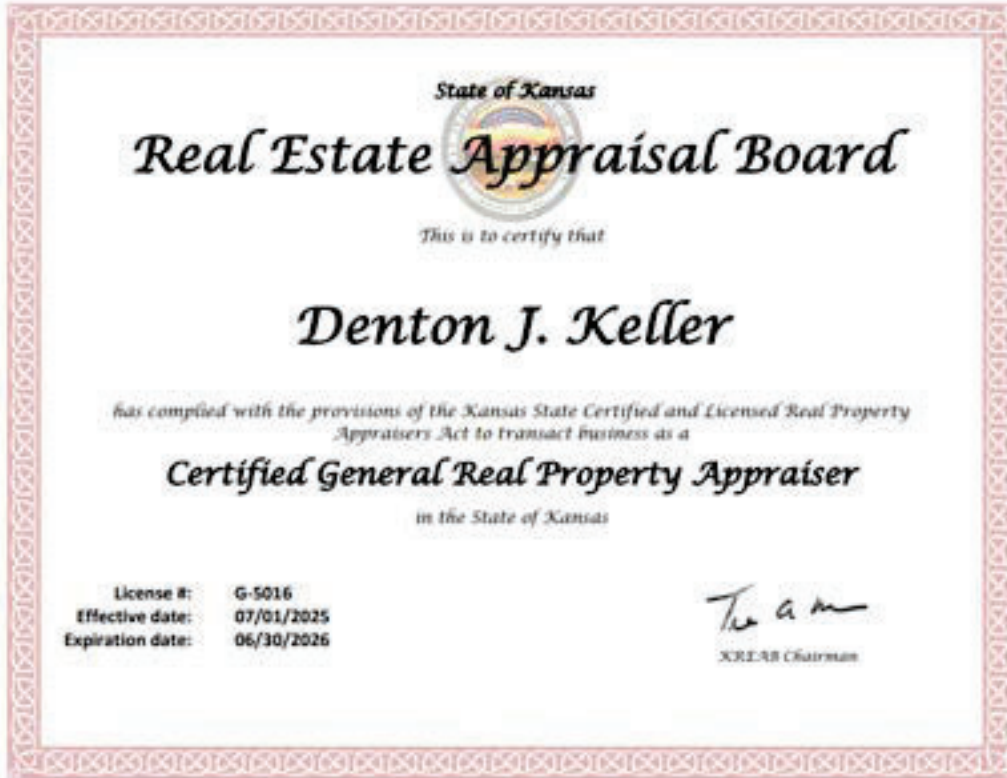 State of Kansas
Real Estate Appraisal Board
This is to certify that
Denton J. Keller
has complied with the provisions of the Kansas State Certified and Licensed Real Property
Appraisers Act to transact business as a
Certified General Real Property Appraiser
in the State of Kansas
License #: G-5016
Effective date: 07/01/2025
Expiration date: 06/30/2026
KREAB Chairman